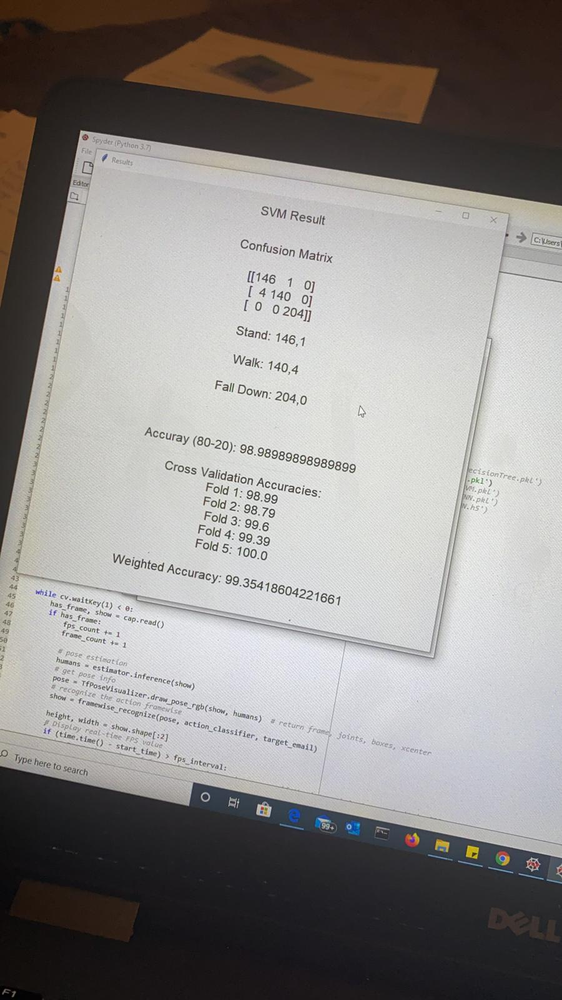 Spyder (Python 3.7)
File
Results
Editor
C:\Users\
SVM Result
Confusion Matrix
[[146 1 0]
[ 4 140 0]
[ 0 0 204]]
Stand: 146,1
Walk: 140,4
Fall Down: 204,0
Accuray (80-20): 98.98989898989899
Cross Validation Accuracies:
Fold 1: 98.99
Fold 2: 98.79
Fold 3: 99.6
Fold 4: 99.39
Fold 5: 100.0
Weighted Accuracy: 99.35418604221661
ecisionTree.pkl')
.pkl')
VM.pkl')
NN.pkl')
N.h5')
43
44
45 while cv.waitKey(1) < 0:
46 has_frame, show = cap.read()
47 if has_frame:
48 fps_count += 1
49 frame_count += 1
50
# pose estimation
humans = estimator.inference(show)
# get pose info
pose = TfPoseVisualizer.draw_pose_rgb(show, humans) # return frame, joints, boxes, xcenter
# recognize the action framewise
show = framewise_recognize(pose, action_classifier, target_email)
height, width = show.shape[:2]
# Display real-time FPS value
if (time.time() - start_time) > fps_interval:
Type here to search
99+
DELL
F1